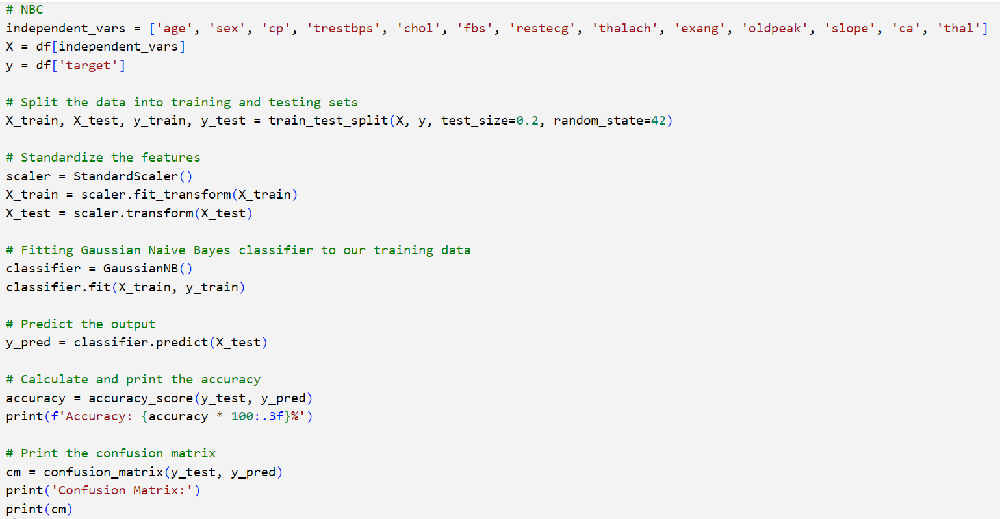 # NBC
independent_vars = ['age', 'sex', 'cp', 'trestbps', 'chol', 'fbs', 'restecg', 'thalach', 'exang', 'oldpeak', 'slope', 'ca', 'thal']
X = df[independent_vars]
y = df['target']
# Split the data into training and testing sets
X_train, X_test, y_train, y_test = train_test_split(X, y, test_size=0.2, random_state=42)
# Standardize the features
scaler = StandardScaler()
X_train = scaler.fit_transform(X_train)
X_test = scaler.transform(X_test)
# Fitting Gaussian Naive Bayes classifier to our training data
classifier = GaussianNB()
classifier.fit(X_train, y_train)
# Predict the output
y_pred = classifier.predict(X_test)
# Calculate and print the accuracy
accuracy = accuracy_score(y_test, y_pred)
print(f'Accuracy: {accuracy * 100:.3f}%')
# Print the confusion matrix
cm = confusion_matrix(y_test, y_pred)
print('Confusion Matrix:')
print(cm)